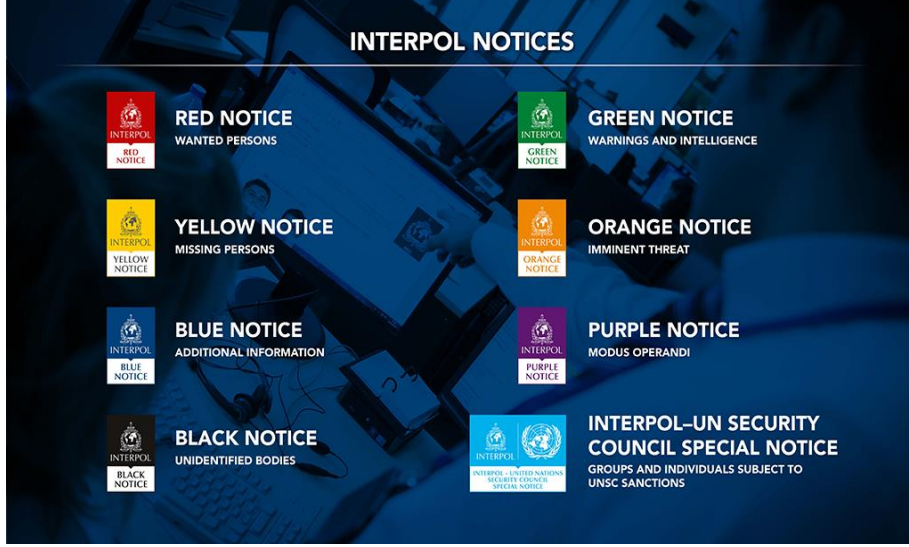 INTERPOL NOTICES
INTERPOL
RED
NOTICE
RED NOTICE
WANTED PERSONS
INTERPOL
GREEN
NOTICE
GREEN NOTICE
WARNINGS AND INTELLIGENCE
INTERPOL
YELLOW
NOTICE
YELLOW NOTICE
MISSING PERSONS
INTERPOL
ORANGE
NOTICE
ORANGE NOTICE
IMMINENT THREAT
INTERPOL
BLUE
NOTICE
BLUE NOTICE
ADDITIONAL INFORMATION
INTERPOL
PURPLE
NOTICE
PURPLE NOTICE
MODUS OPERANDI
INTERPOL
BLACK
NOTICE
BLACK NOTICE
UNIDENTIFIED BODIES
INTERPOL
INTERPOL - UNITED NATIONS
SECURITY COUNCIL
SPECIAL NOTICE
INTERPOL–UN SECURITY
COUNCIL SPECIAL NOTICE
GROUPS AND INDIVIDUALS SUBJECT TO
UNSC SANCTIONS